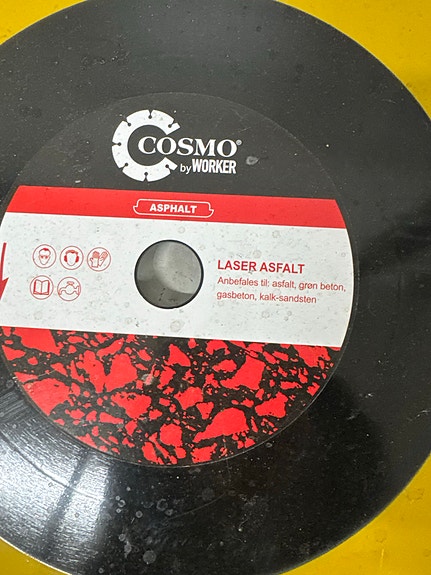 COSMO®
by WORKER
ASPHALT
LASER ASFALT
Anbefales til: asfalt, grøn beton,
gasbeton, kalk-sandsten